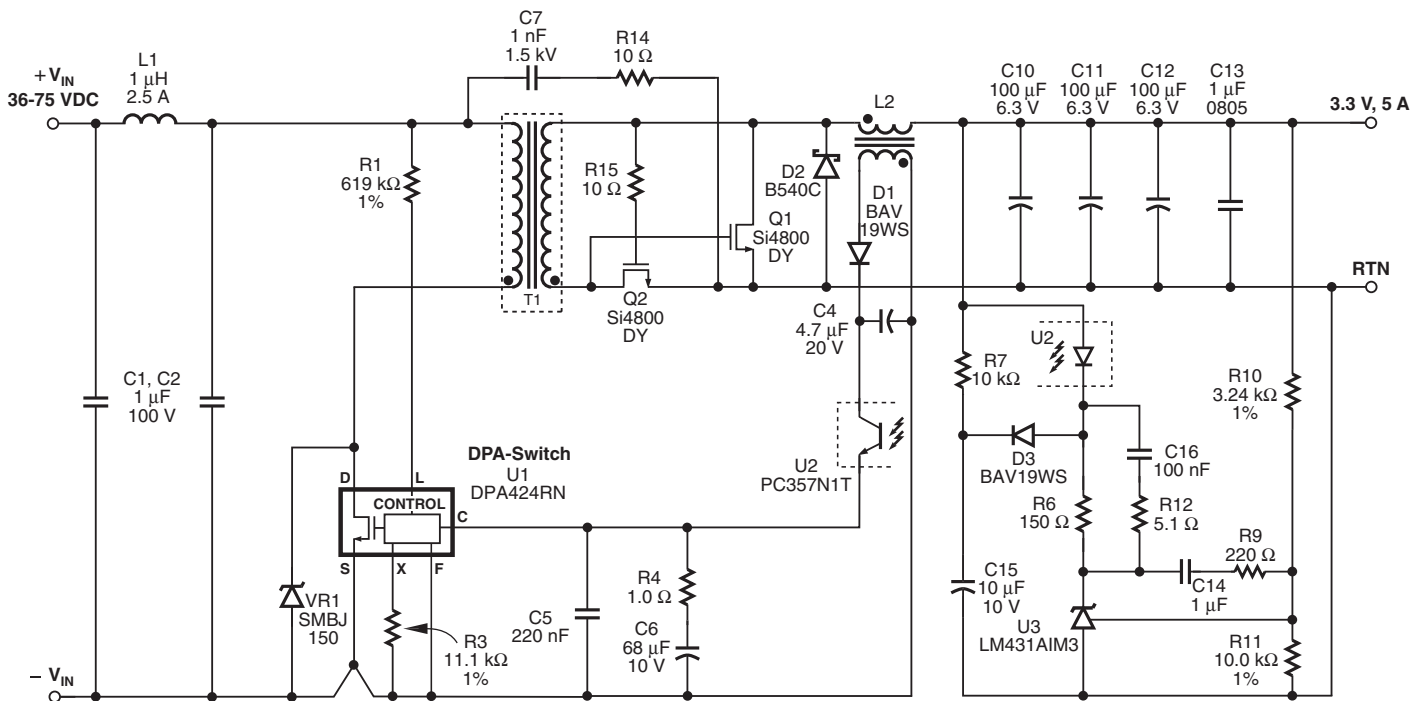 C7
1 nF
1.5 kV
R14
10 Ω
L1
1 µH
2.5 A
+ VIN
36-75 VDC
C10
100 µF
6.3 V
C11
100 µF
6.3 V
C12
100 µF
6.3 V
C13
1 µF
0805
L2
3.3 V, 5 A
R1
619 kΩ
1%
R15
10 Ω
D2
B540C
D1
BAV
19WS
Q1
Si4800
DY
RTN
T1
Q2
Si4800
DY
C4
4.7 µF
20 V
U2
R7
10 kΩ
R10
3.24 kΩ
1%
C1, C2
1 µF
100 V
DPA-Switch
U1
DPA424RN
U2
PC357N1T
D3
BAV19WS
C16
100 nF
D
L
CONTROL
C
S
X
F
R6
150 Ω
R12
5.1 Ω
R9
220 Ω
VR1
SMBJ
150
R3
11.1 kΩ
1%
C5
220 nF
R4
1.0 Ω
C6
68 µF
10 V
C15
10 µF
10 V
C14
1 µF
U3
LM431AIM3
R11
10.0 kΩ
1%
− VIN